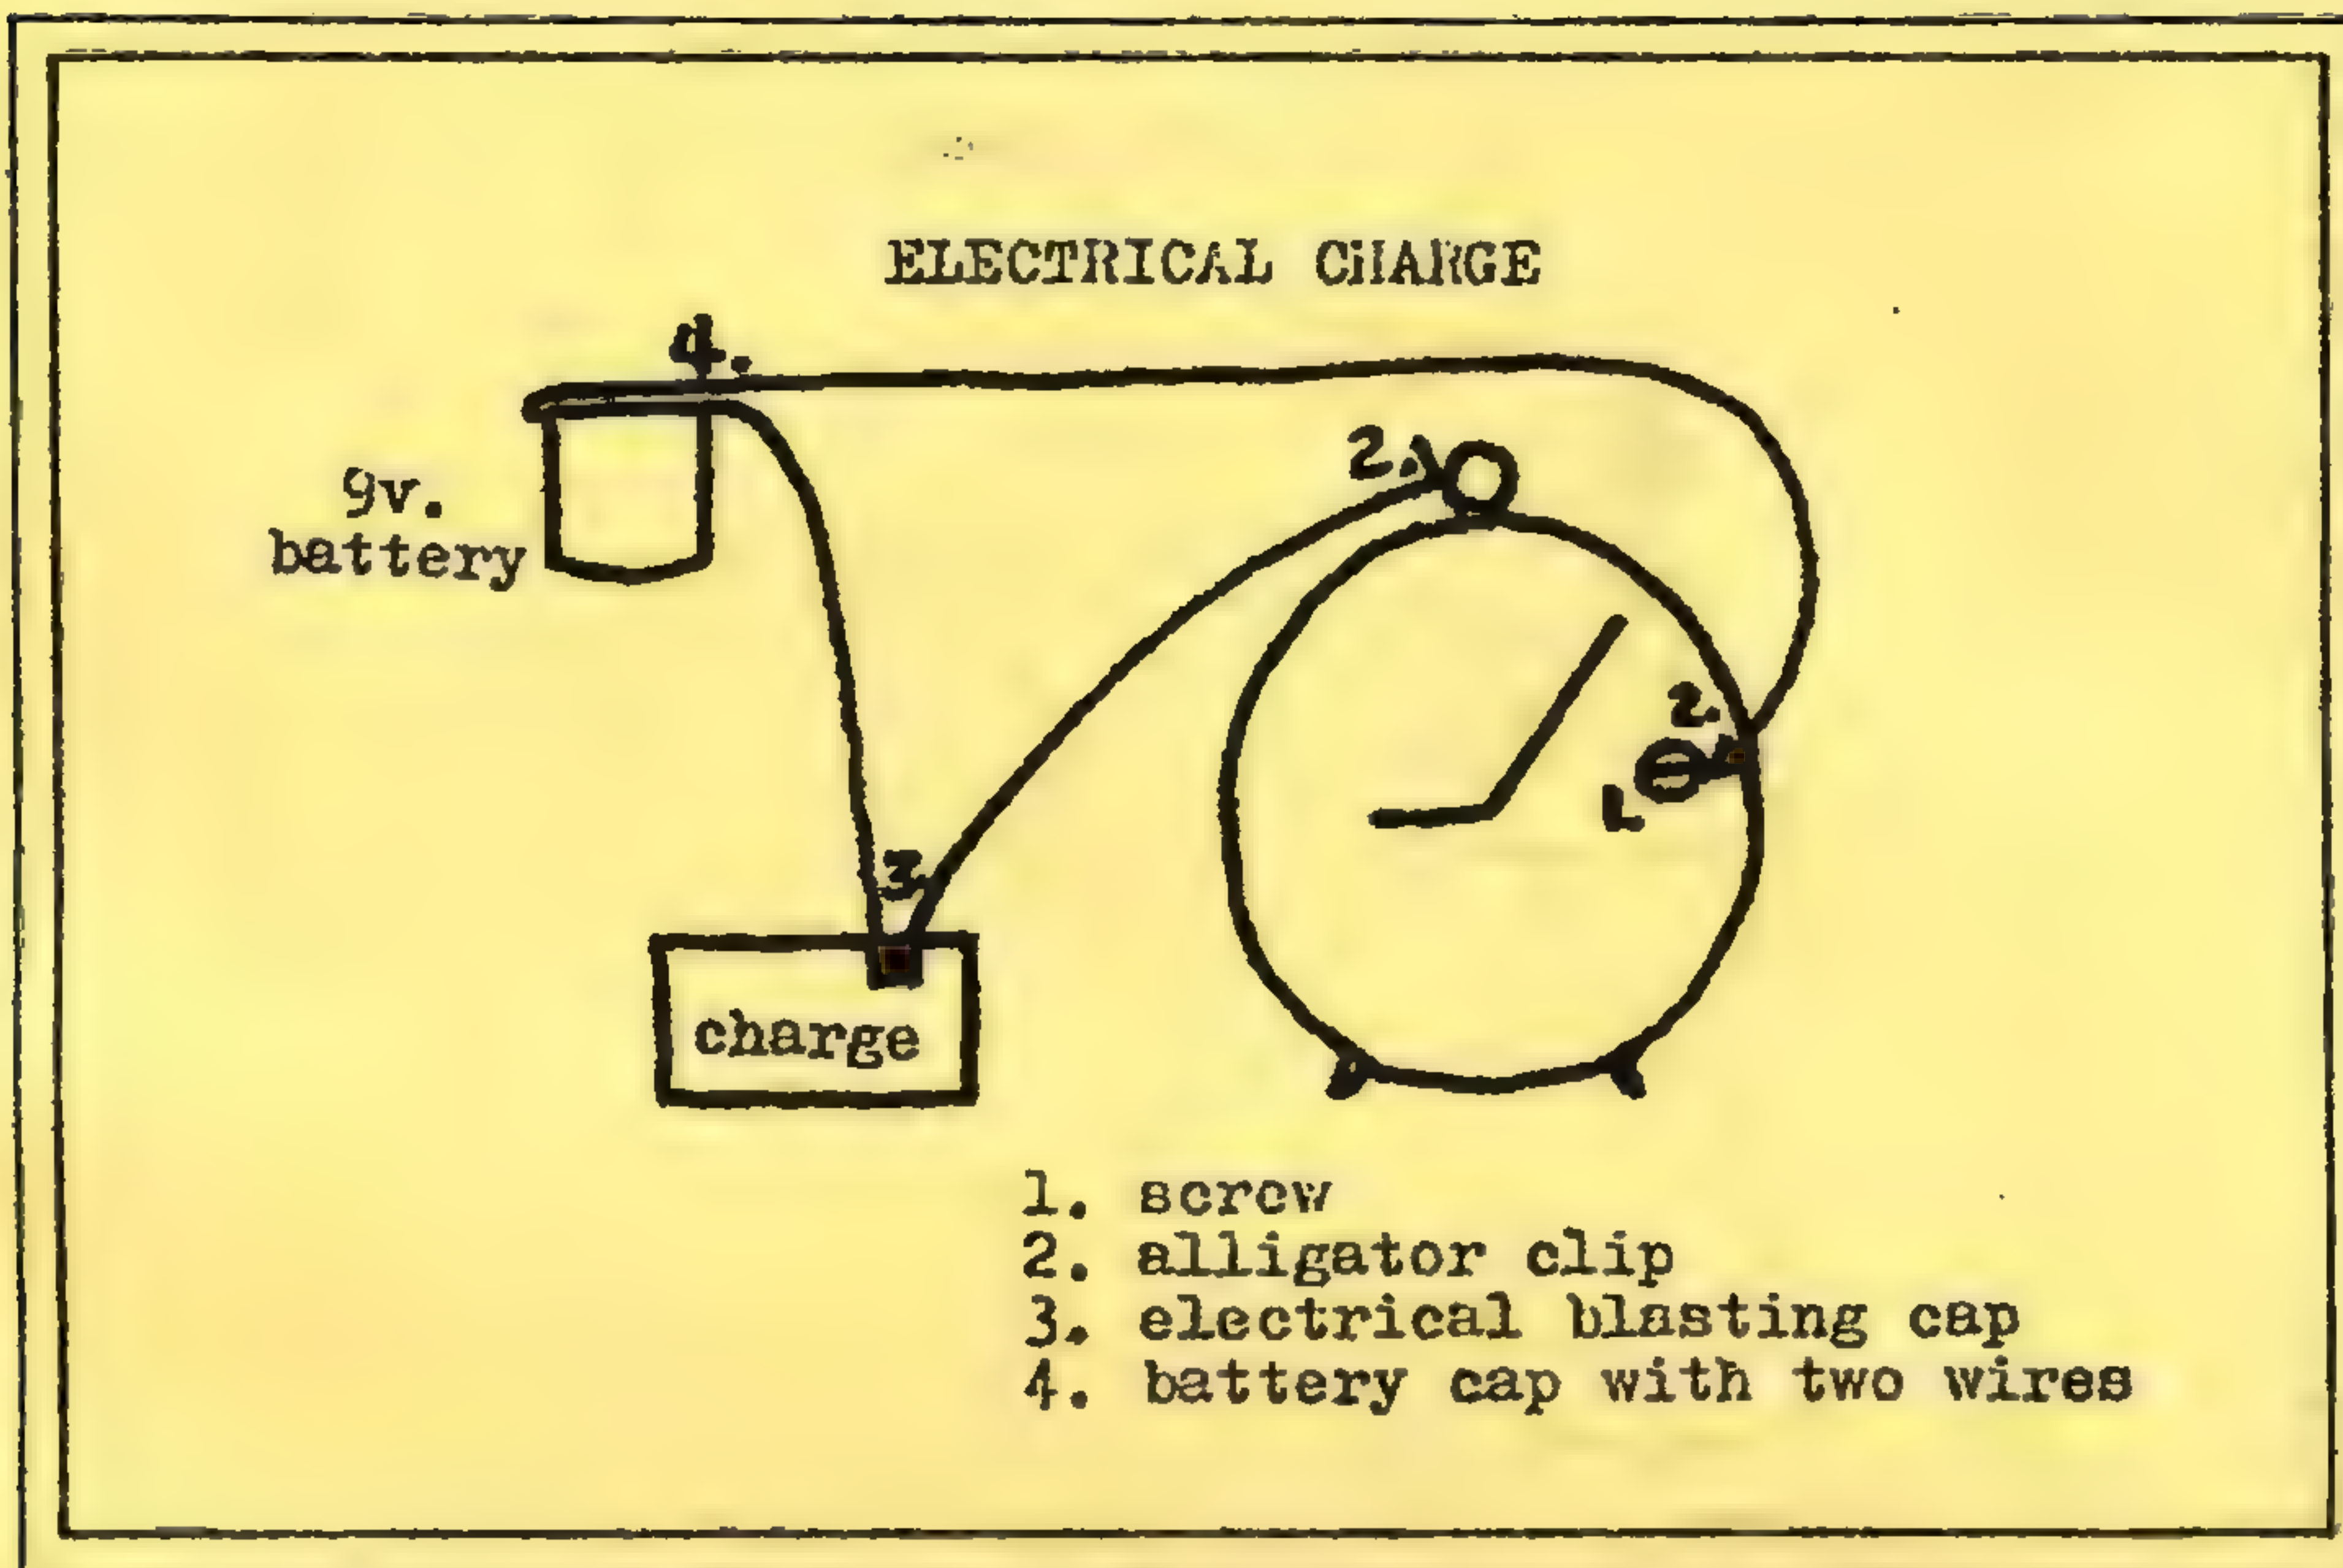 ELECTRICAL CHARGE
4.
2.
9v.
battery
2.
1.
3.
charge
1. screw
2. alligator clip
3. electrical blasting cap
4. battery cap with two wires